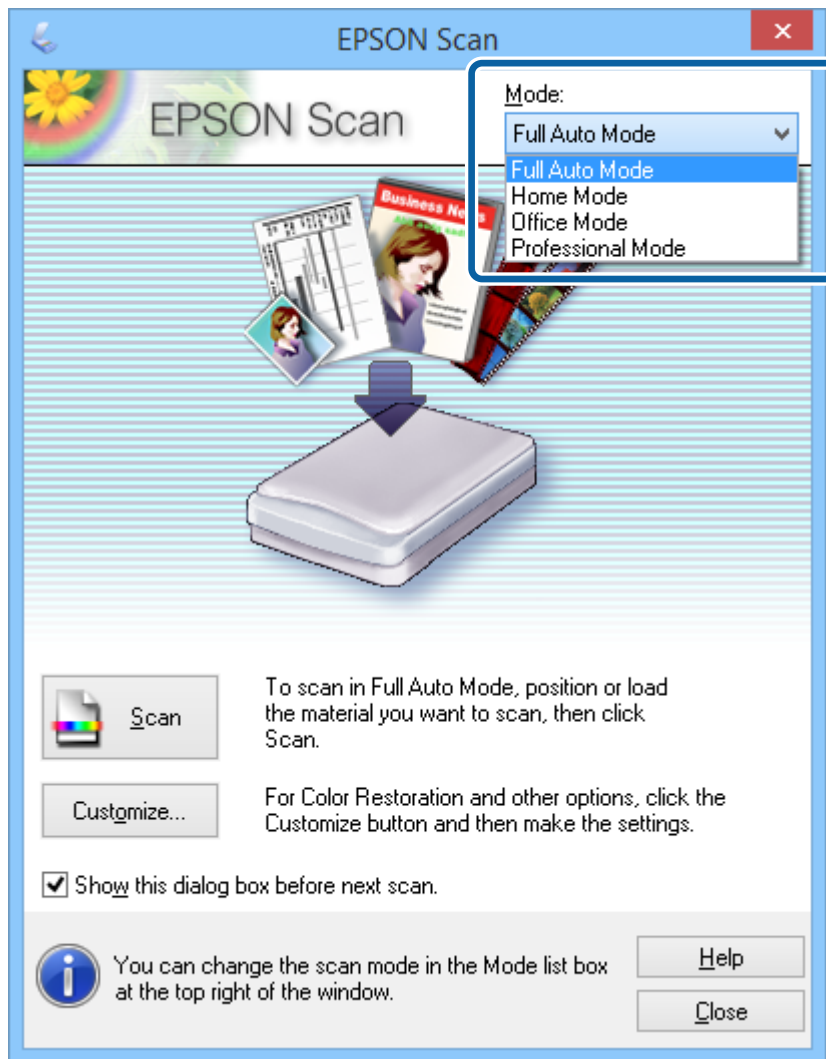 EPSON Scan
EPSON Scan
Mode:
Full Auto Mode
Full Auto Mode
Home Mode
Office Mode
Professional Mode
Business Ne
Scan
To scan in Full Auto Mode, position or load
the material you want to scan, then click
Scan.
Customize...
For Color Restoration and other options, click the
Customize button and then make the settings.
Show this dialog box before next scan.
You can change the scan mode in the Mode list box
at the top right of the window.
Help
Close